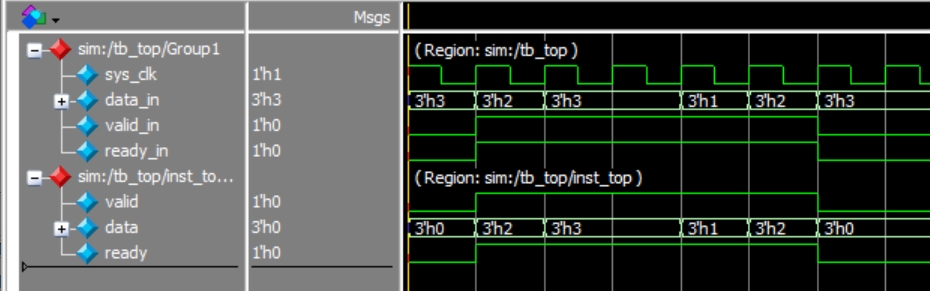 Msgs
sim:/tb_top/Group1 ( Region: sim:/tb_top )
sys_clk 1'h1
data_in 3'h3 3'h3 3'h2 3'h3 3'h1 3'h2 3'h3
valid_in 1'h0
ready_in 1'h0
sim:/tb_top/inst_to... ( Region: sim:/tb_top/inst_top )
valid 1'h0
data 3'h0 3'h0 3'h2 3'h3 3'h1 3'h2 3'h0
ready 1'h0